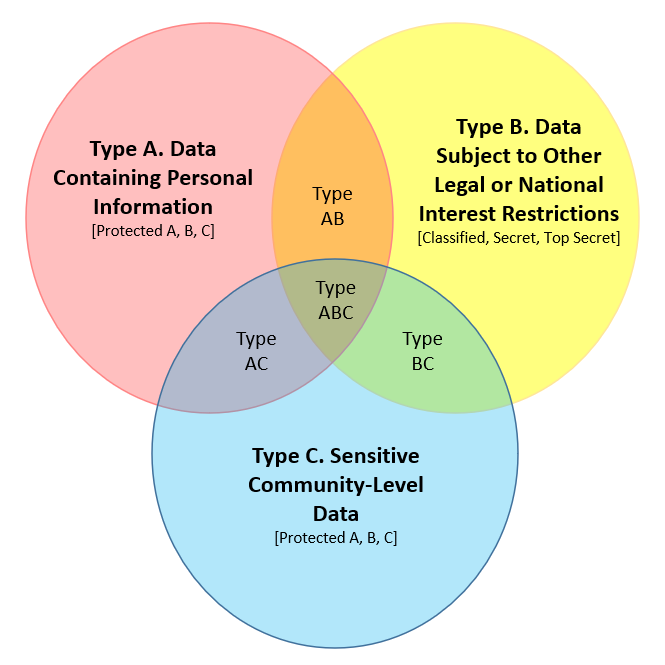 Type A. Data
Containing Personal
Information
[Protected A, B, C]
Type B. Data
Subject to Other
Legal or National
Interest Restrictions
[Classified, Secret, Top Secret]
Type
AB
Type
ABC
Type
AC
Type
BC
Type C. Sensitive
Community-Level
Data
[Protected A, B, C]